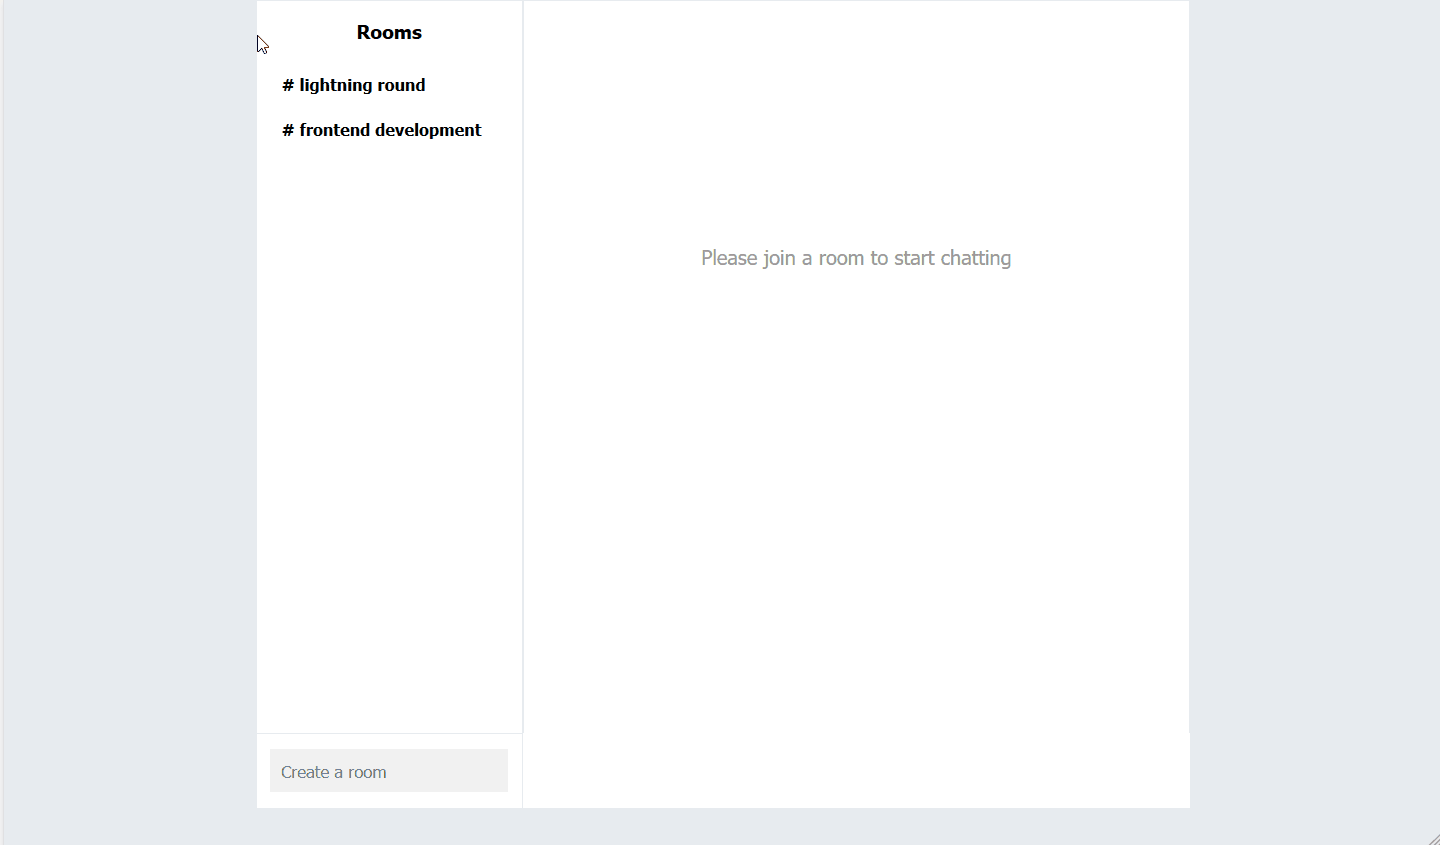 Rooms
# lightning round
# frontend development
Please join a room to start chatting
Create a room